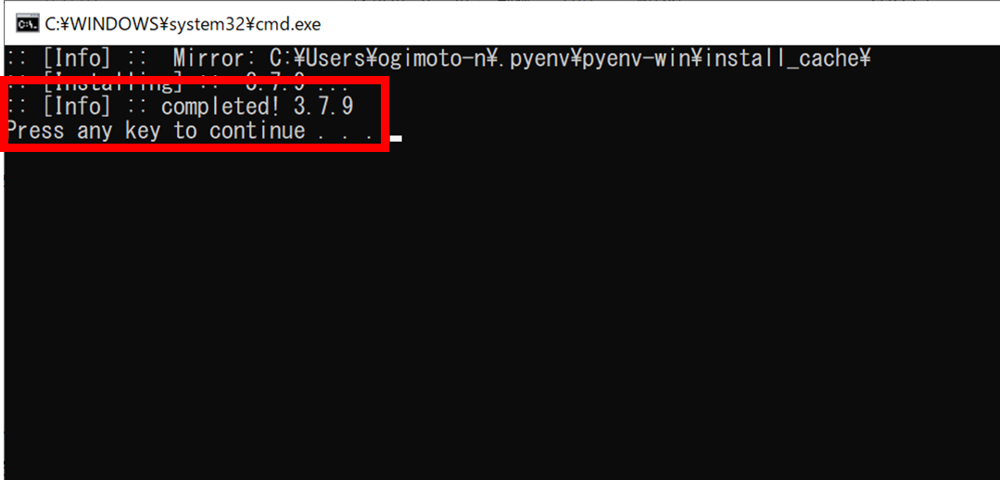 C:¥WINDOWS¥system32¥cmd.exe
:: [Info] ::  Mirror: C:¥Users¥ogimoto-n¥.pyenv¥pyenv-win¥install_cache¥
:: [Installing] ::  3.7.9 ...
:: [Info] :: completed! 3.7.9
Press any key to continue . . .